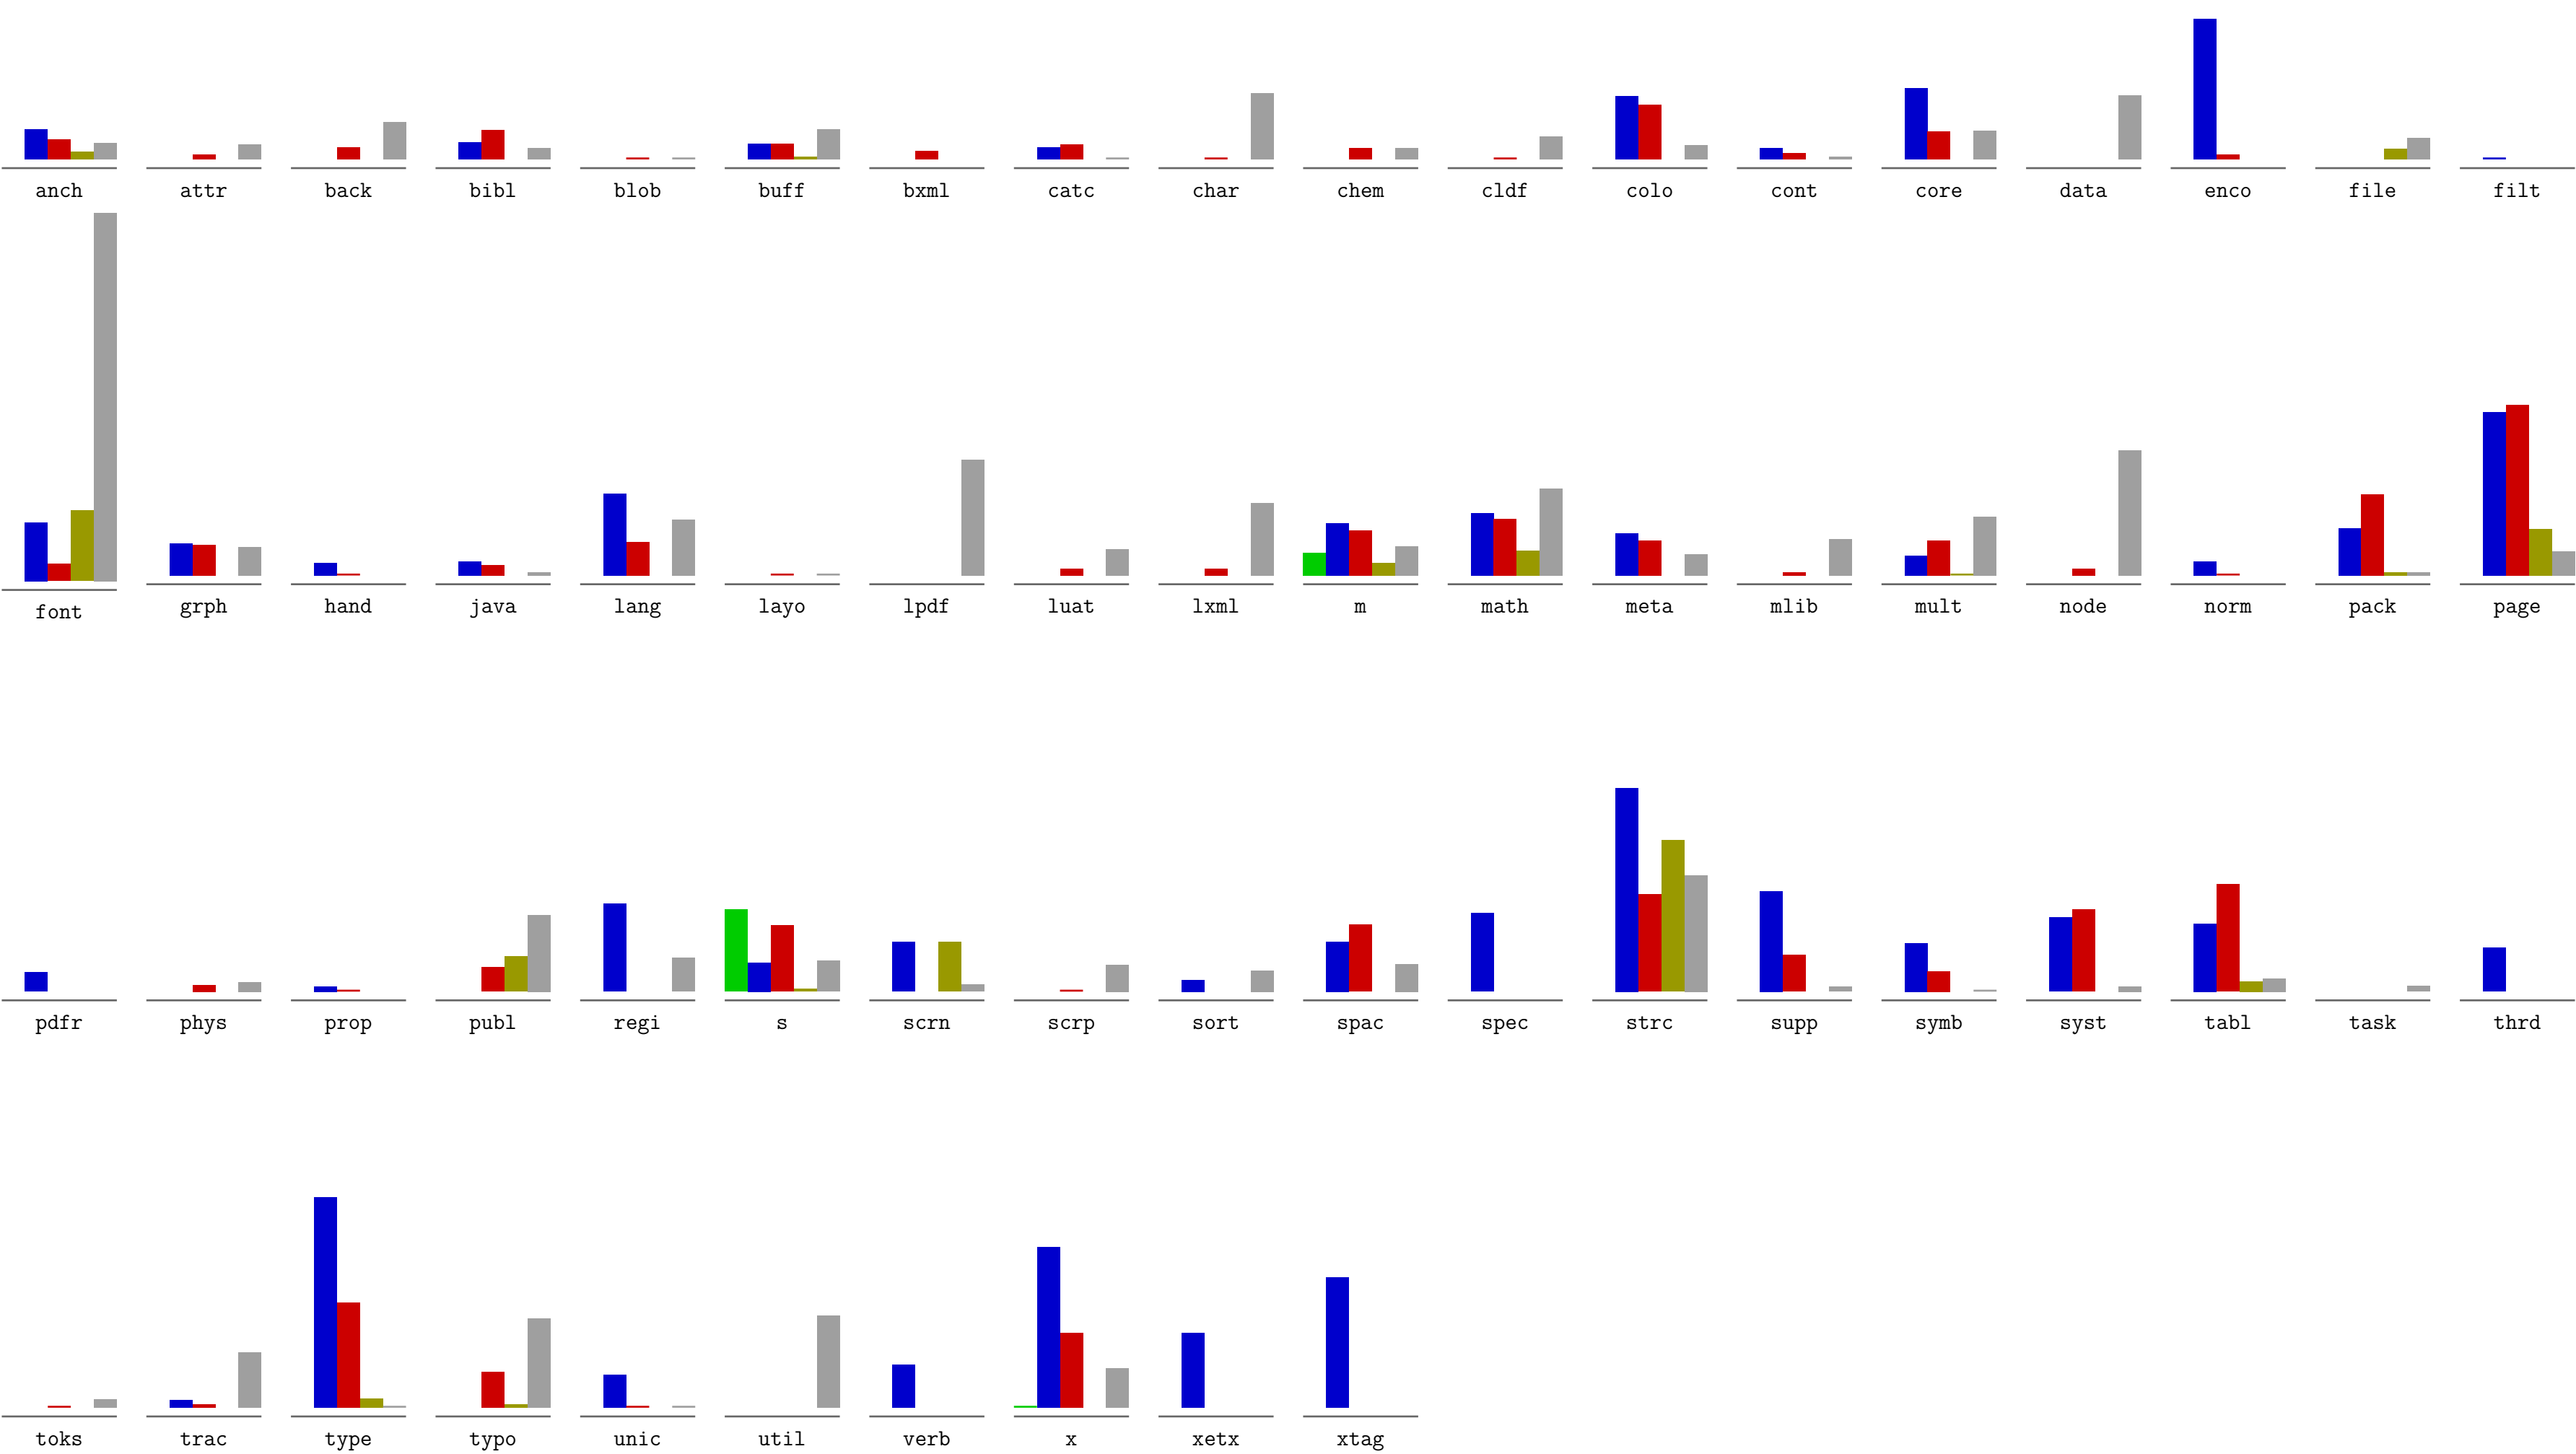 anch attr back bibl blob buff bxml catc char chem cldf colo cont core data enco file filt
font grph hand java lang layo lpdf luat lxml m math meta mlib mult node norm pack page
pdfr phys prop publ regi s scrn scrp sort spac spec strc supp symb syst tabl task thrd
toks trac type typo unic util verb x xetx xtag